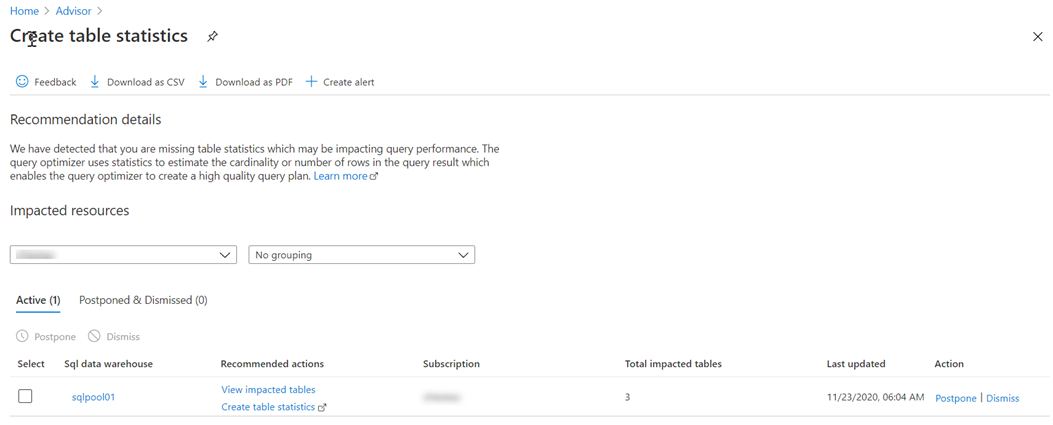 Home > Advisor >
Create table statistics
Feedback Download as CSV Download as PDF Create alert
Recommendation details
We have detected that you are missing table statistics which may be impacting query performance. The
query optimizer uses statistics to estimate the cardinality or number of rows in the query result which
enables the query optimizer to create a high quality query plan. Learn more
Impacted resources
No grouping
Active (1) Postponed & Dismissed (0)
Postpone Dismiss
Select Sql data warehouse Recommended actions Subscription Total impacted tables Last updated Action
View impacted tables
sqlpool01 3 11/23/2020, 06:04 AM Postpone | Dismiss
Create table statistics